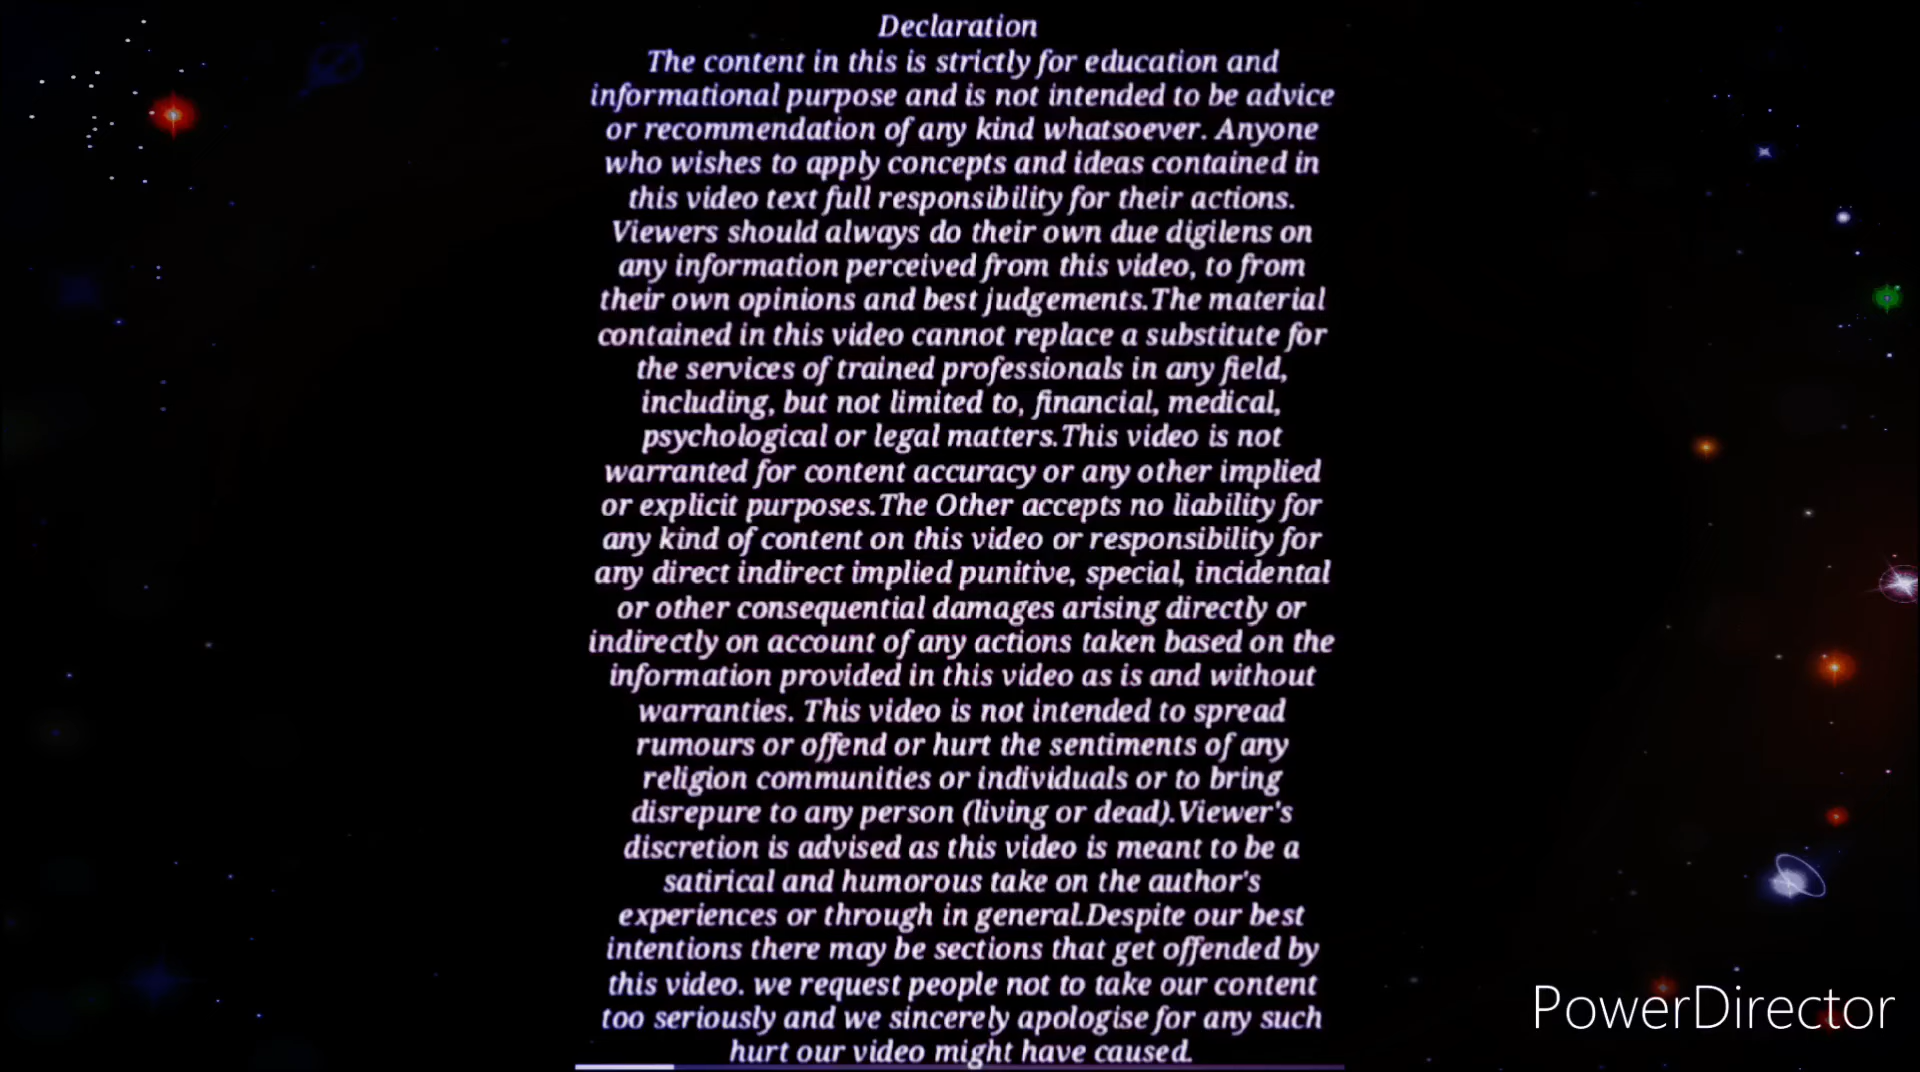 Declaration
The content in this is strictly for education and
informational purpose and is not intended to be advice
or recommendation of any kind whatsoever. Anyone
who wishes to apply concepts and ideas contained in
this video text full responsibility for their actions.
Viewers should always do their own due digilens on
any information perceived from this video, to from
their own opinions and best judgements.The material
contained in this video cannot replace a substitute for
the services of trained professionals in any field,
including, but not limited to, financial, medical,
psychological or legal matters.This video is not
warranted for content accuracy or any other implied
or explicit purposes.The Other accepts no liability for
any kind of content on this video or responsibility for
any direct indirect implied punitive, special, incidental
or other consequential damages arising directly or
indirectly on account of any actions taken based on the
information provided in this video as is and without
warranties. This video is not intended to spread
rumours or offend or hurt the sentiments of any
religion communities or individuals or to bring
disrepure to any person (living or dead).Viewer's
discretion is advised as this video is meant to be a
satirical and humorous take on the author's
experiences or through in general.Despite our best
intentions there may be sections that get offended by
this video. we request people not to take our content
too seriously and we sincerely apologise for any such
hurt our video might have caused.
PowerDirector